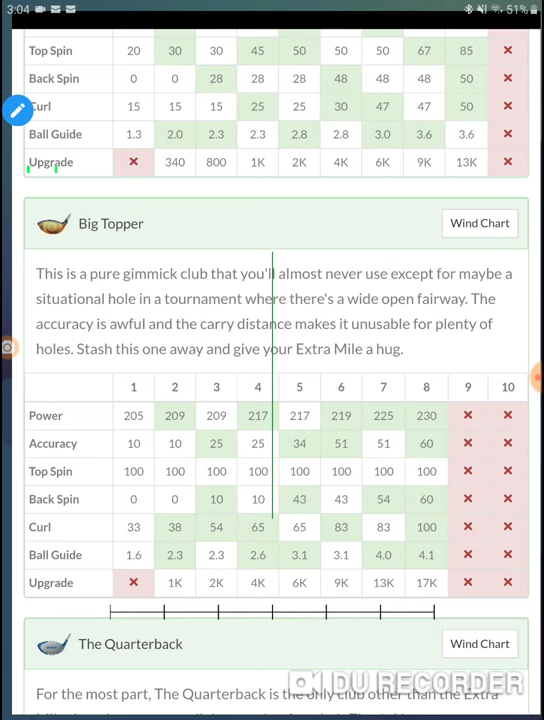 3:04 51%
Top Spin 20 30 30 45 50 50 50 67 85 ×
Back Spin 0 0 28 28 28 48 48 48 50 ×
Curl 15 15 15 25 25 30 47 47 50 ×
Ball Guide 1.3 2.0 2.3 2.3 2.8 2.8 3.0 3.6 3.6 ×
Upgrade × 340 800 1K 2K 4K 6K 9K 13K ×
Big Topper Wind Chart
This is a pure gimmick club that you'll almost never use except for maybe a
situational hole in a tournament where there's a wide open fairway. The
accuracy is awful and the carry distance makes it unusable for plenty of
holes. Stash this one away and give your Extra Mile a hug.
1 2 3 4 5 6 7 8 9 10
Power 205 209 209 217 217 219 225 230 × ×
Accuracy 10 10 25 25 34 51 51 60 × ×
Top Spin 100 100 100 100 100 100 100 100 × ×
Back Spin 0 0 10 10 43 43 54 60 × ×
Curl 33 38 54 65 65 83 83 100 × ×
Ball Guide 1.6 2.3 2.3 2.6 3.1 3.1 4.0 4.1 × ×
Upgrade × 1K 2K 4K 6K 9K 13K 17K × ×
The Quarterback Wind Chart
DU RECORDER
For the most part, The Quarterback is the only club other than the Extra